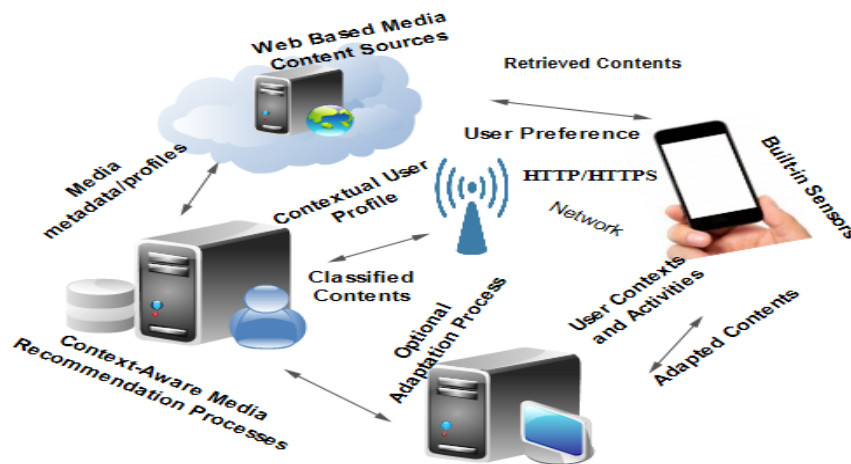 Web Based Media
Content Sources
Retrieved Contents
User Preference
HTTP/HTTPS
Network
Built-in Sensors
Media
metadata/profiles
Contextual User
Profile
Classified
Contents
User Contexts
and Activities
Adapted Contents
Optional
Adaptation Process
Context-Aware Media
Recommendation Processes